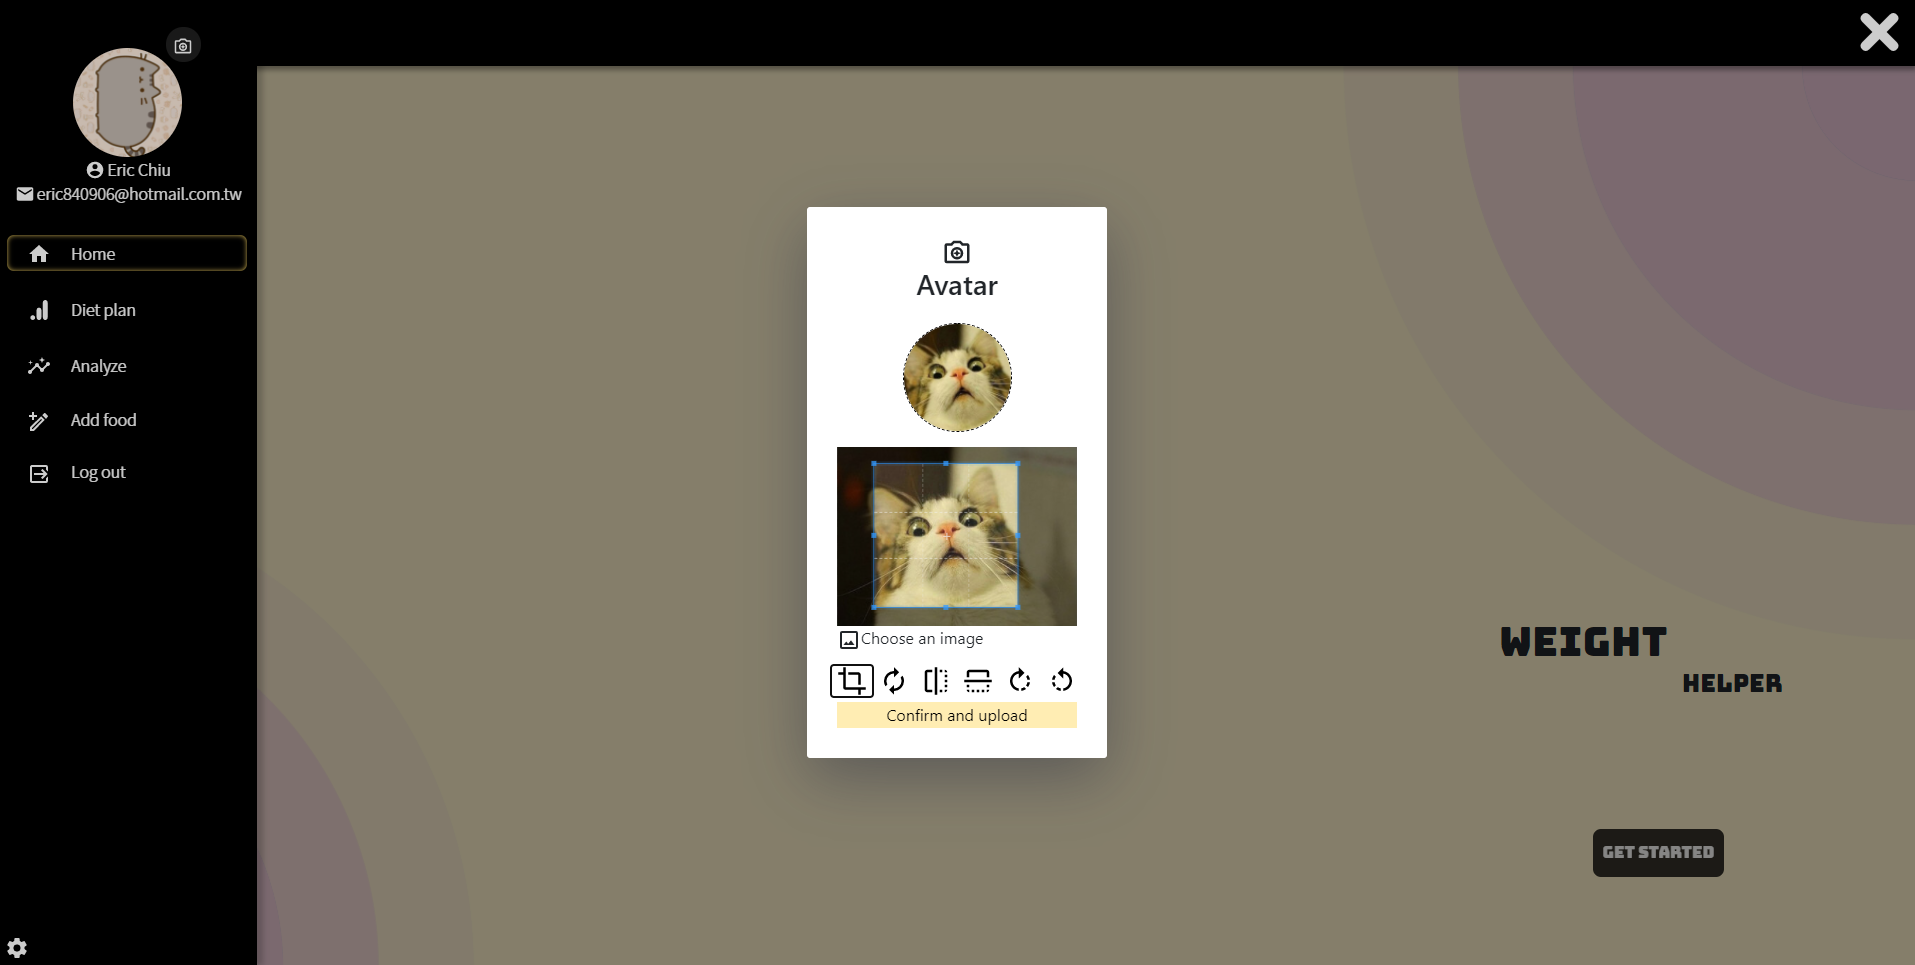 Eric Chiu
eric840906@hotmail.com.tw
Home
Diet plan
Analyze
Add food
Log out
Avatar
Choose an image
Confirm and upload
WEIGHT
HELPER
GET STARTED